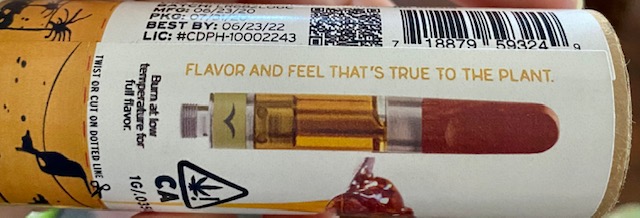 MFG: 06/23/20
BEST BY: 06/23/22
LIC: #CDPH-10002243
7 18879 59324 9
FLAVOR AND FEEL THAT'S TRUE TO THE PLANT.
TWIST OR CUT ON DOTTED LINE
Burn at low
temperature for
full flavor.
CA